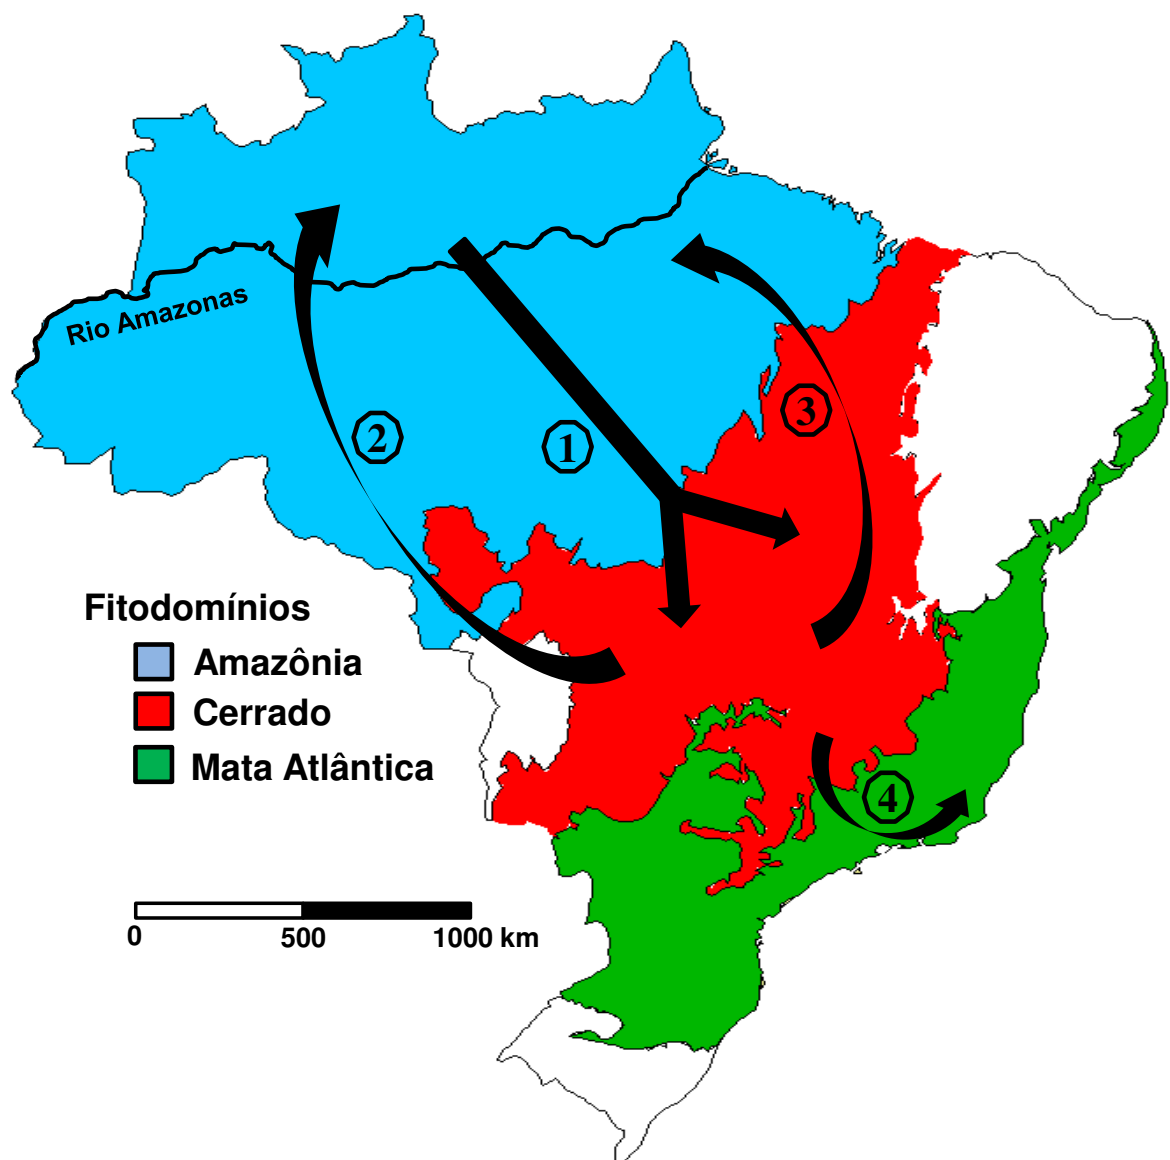 Rio Amazonas
3
2
1
Fitodomínios
Amazônia
Cerrado
Mata Atlântica
4
0 500 1000 km